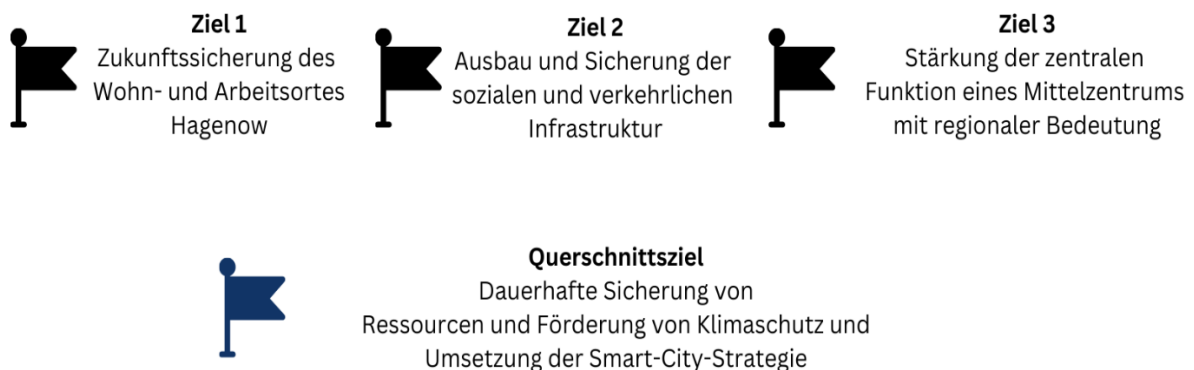 Ziel 1
Zukunftssicherung des
Wohn- und Arbeitsortes
Hagenow
Ziel 2
Ausbau und Sicherung der
sozialen und verkehrlichen
Infrastruktur
Ziel 3
Stärkung der zentralen
Funktion eines Mittelzentrums
mit regionaler Bedeutung
Querschnittsziel
Dauerhafte Sicherung von
Ressourcen und Förderung von Klimaschutz und
Umsetzung der Smart-City-Strategie